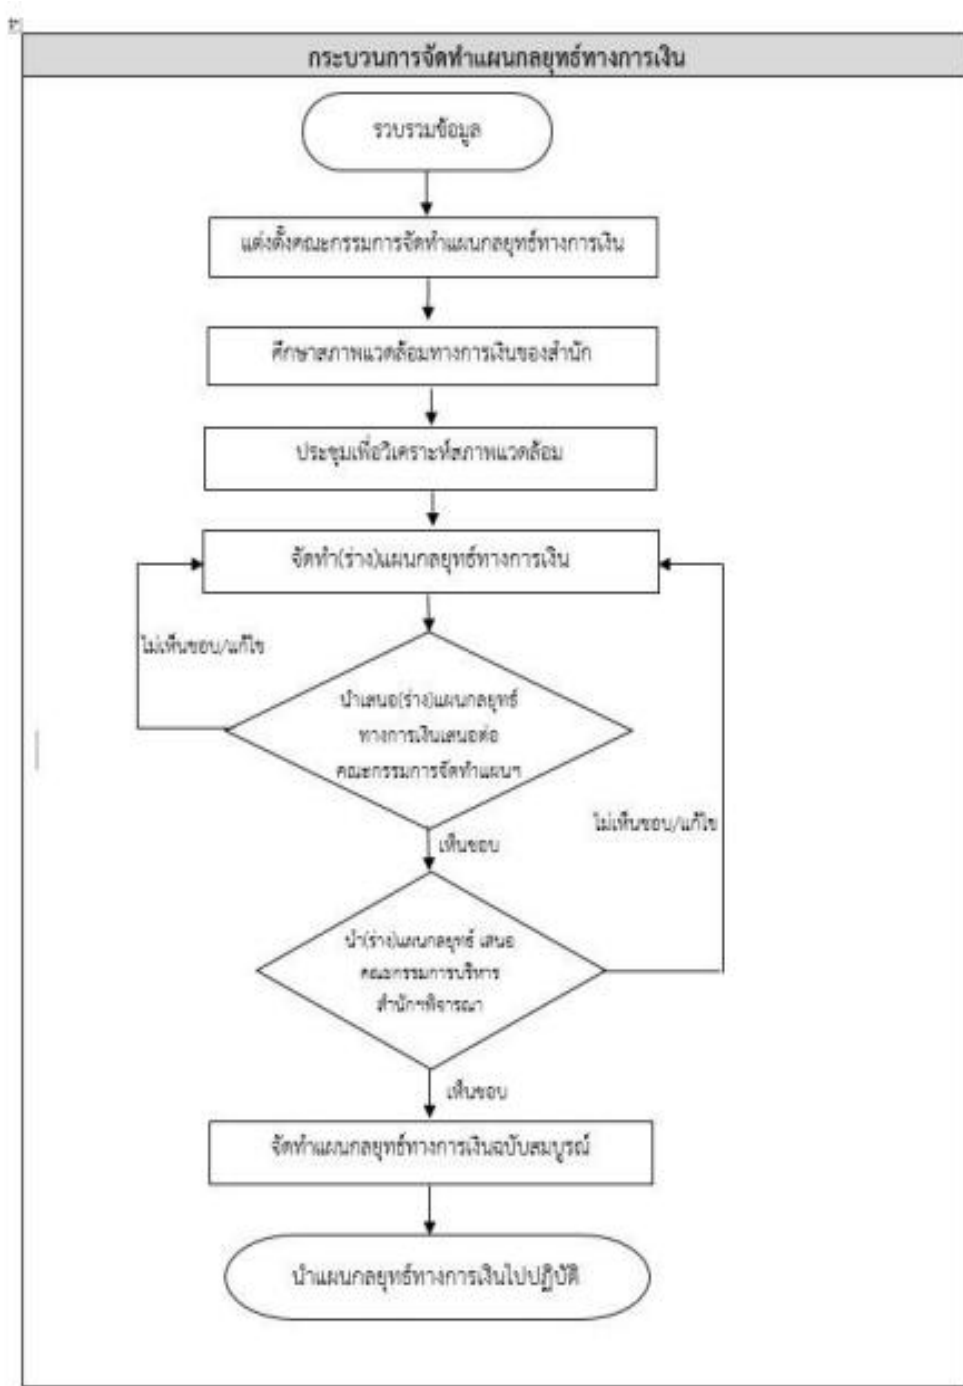 กระบวนการจัดทำแผนกลยุทธ์ทางการเงิน
รวบรวมข้อมูล
แต่งตั้งคณะกรรมการจัดทำแผนกลยุทธ์ทางการเงิน
ศึกษาสภาพแวดล้อมทางการเงินของสำนัก
ประชุมเพื่อวิเคราะห์สภาพแวดล้อม
จัดทำ(ร่าง)แผนกลยุทธ์ทางการเงิน
ไม่เห็นชอบ/แก้ไข
นำเสนอ(ร่าง)แผนกลยุทธ์
ทางการเงินเสนอต่อ
คณะกรรมการจัดทำแผนฯ
ไม่เห็นชอบ/แก้ไข
เห็นชอบ
นำ(ร่าง)แผนกลยุทธ์ เสนอ
คณะกรรมการบริหาร
สำนักฯพิจารณา
เห็นชอบ
จัดทำแผนกลยุทธ์ทางการเงินฉบับสมบูรณ์
นำแผนกลยุทธ์ทางการเงินไปปฏิบัติ